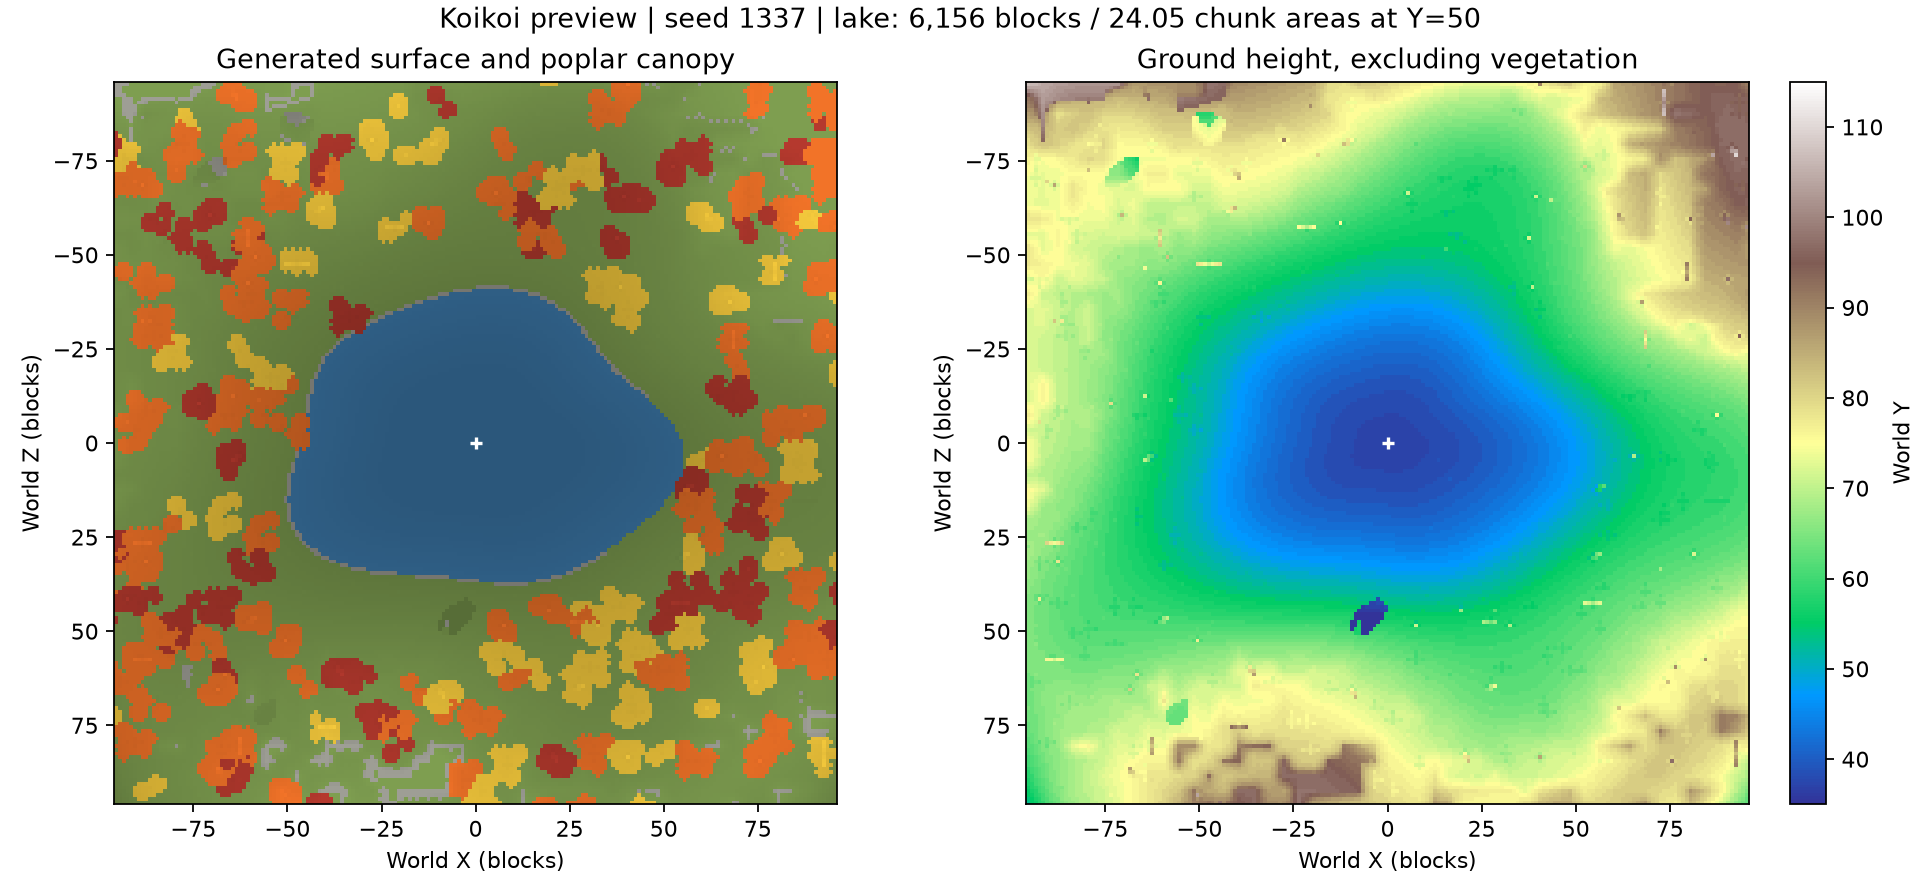 Koikoi preview | seed 1337 | lake: 6,156 blocks / 24.05 chunk areas at Y=50
Generated surface and poplar canopy
−75
−50
−25
0
25
50
75
World Z (blocks)
−75 −50 −25 0 25 50 75
World X (blocks)
Ground height, excluding vegetation
−75
−50
−25
0
25
50
75
World Z (blocks)
−75 −50 −25 0 25 50 75
World X (blocks)
110
100
90
80
70
60
50
40
World Y